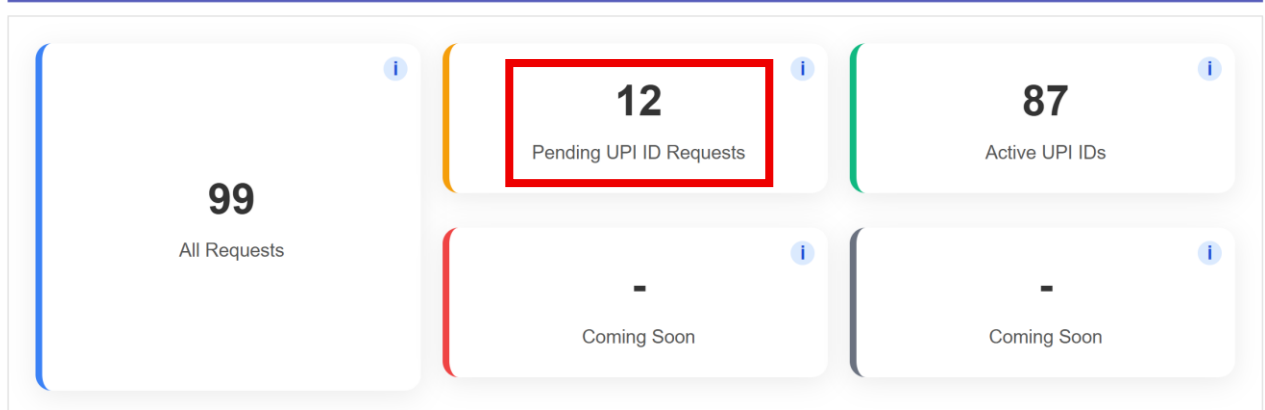 i
99
All Requests
i
12
Pending UPI ID Requests
i
87
Active UPI IDs
i
-
Coming Soon
i
-
Coming Soon